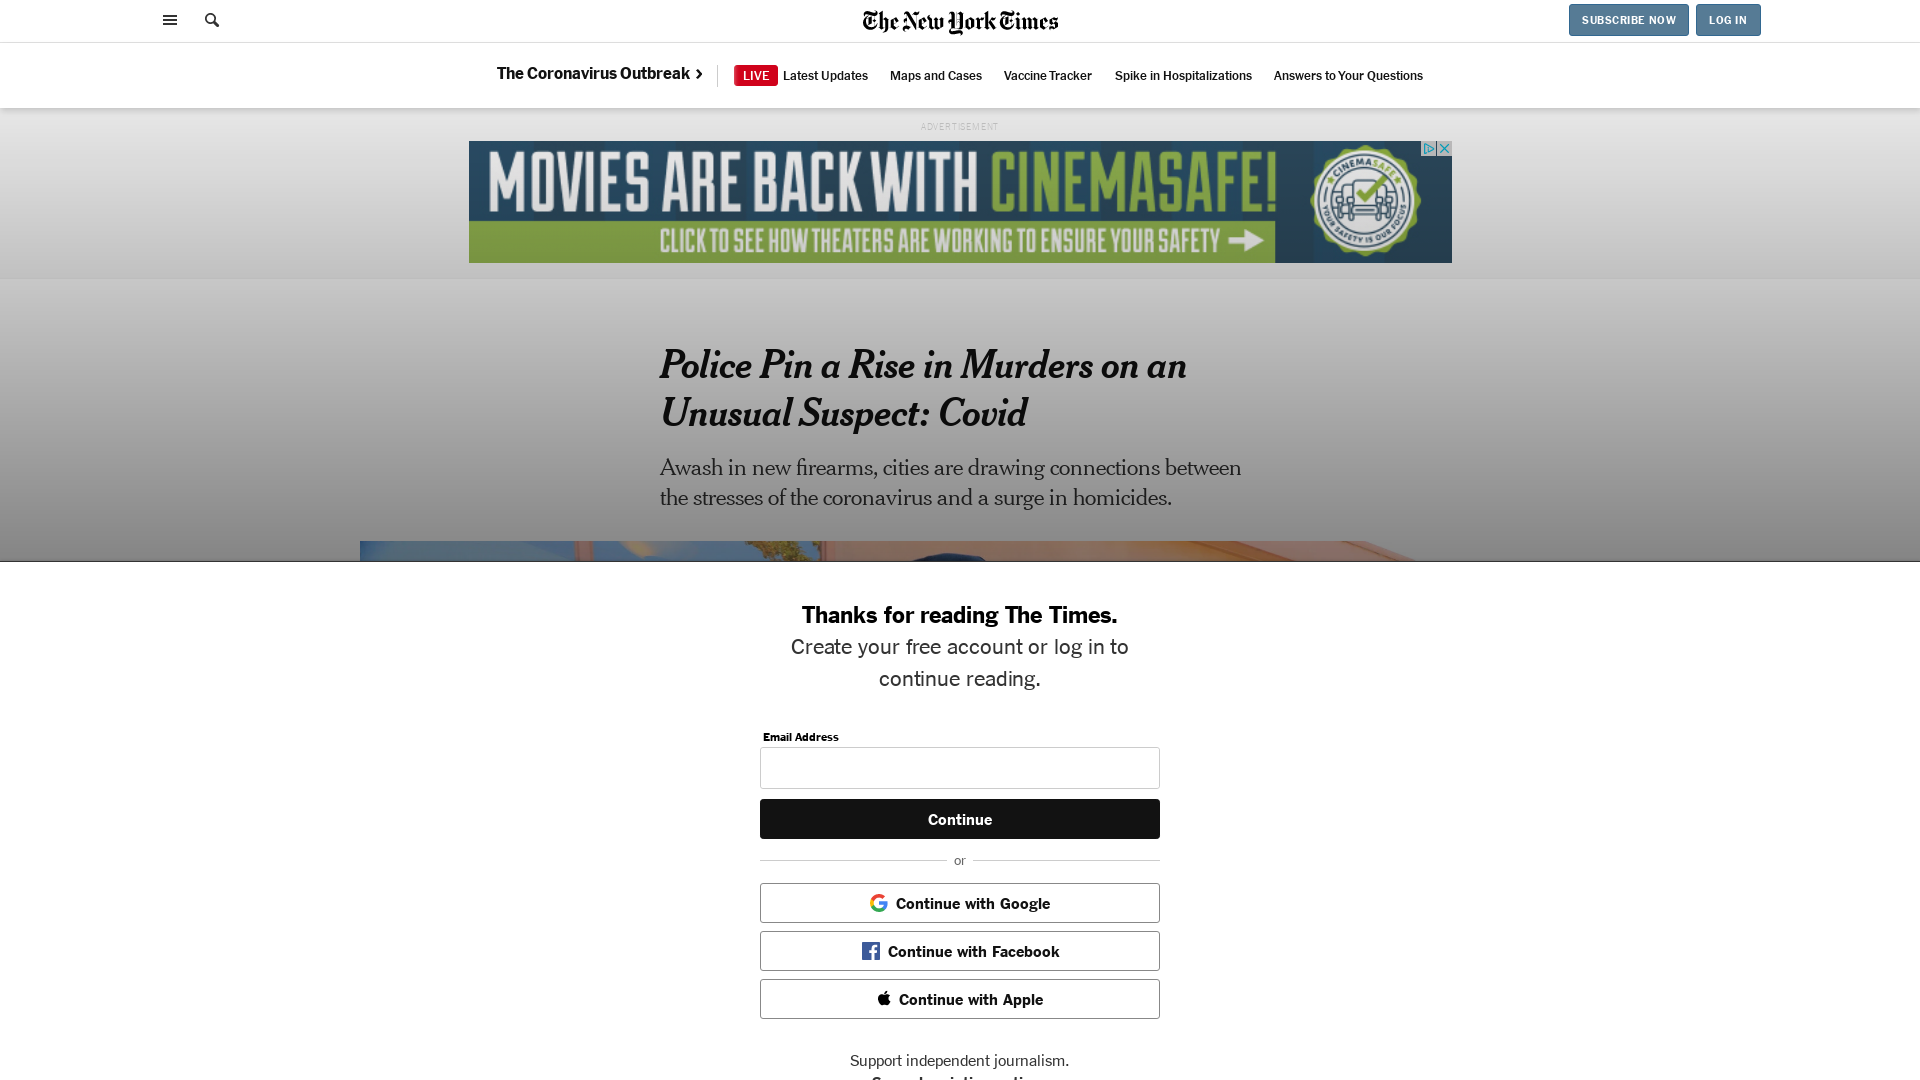 The New York Times
SUBSCRIBE NOW
LOG IN
The Coronavirus Outbreak
LIVE Latest Updates
Maps and Cases
Vaccine Tracker
Spike in Hospitalizations
Answers to Your Questions
ADVERTISEMENT
MOVIES ARE BACK WITH CINEMASAFE!
CLICK TO SEE HOW THEATERS ARE WORKING TO ENSURE YOUR SAFETY
CINEMASAFE
YOUR SAFETY IS OUR FOCUS
Police Pin a Rise in Murders on an
Unusual Suspect: Covid
Awash in new firearms, cities are drawing connections between
the stresses of the coronavirus and a surge in homicides.
Thanks for reading The Times.
Create your free account or log in to
continue reading.
Email Address
Continue
or
Continue with Google
Continue with Facebook
Continue with Apple
Support independent journalism.